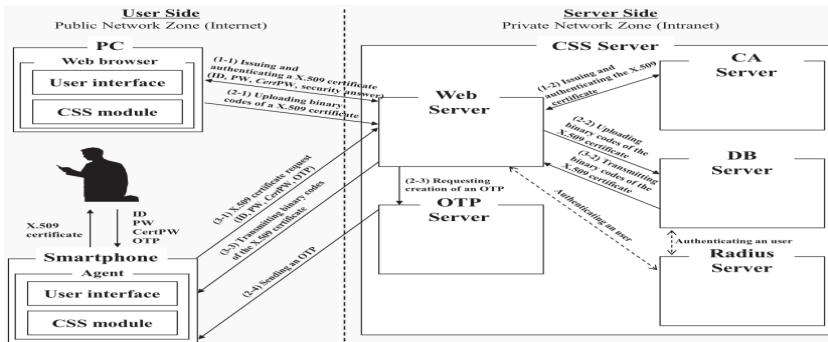 User Side
Public Network Zone (Internet)
Server Side
Private Network Zone (Intranet)
PC
Web browser
User interface
CSS module
(1-1) Issuing and
authenticating a X.509 certificate
(ID, PW, CertPW, security answer)
(2-1) Uploading binary
codes of a X.509 certificate
CSS Server
Web
Server
CA
Server
(1-2) Issuing and
authenticating the X.509
certificate
(2-2) Uploading
binary codes of the
X.509 certificate
(3-2) Transmitting
binary codes of the
X.509 certificate
DB
Server
(2-3) Requesting
creation of an OTP
OTP
Server
Authenticating an user
Authenticating an user
Radius
Server
X.509
certificate
ID
PW
CertPW
OTP
(3-1) X.509 certificate request
(ID, PW, CertPW, OTP)
(3-3) Transmitting binary codes
of the X.509 certificate
(2-4) Sending an OTP
Smartphone
Agent
User interface
CSS module